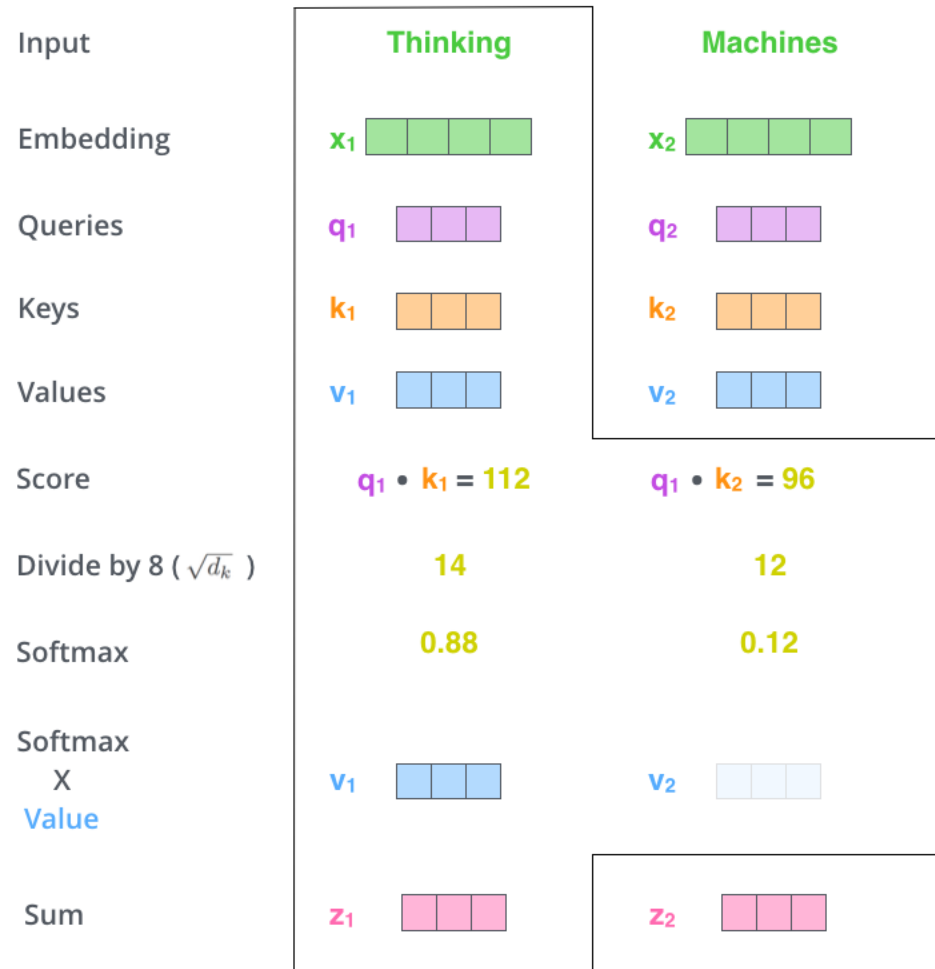 Input Thinking Machines
Embedding x₁ x₂
Queries q₁ q₂
Keys k₁ k₂
Values v₁ v₂
Score q₁ • k₁ = 112 q₁ • k₂ = 96
Divide by 8 ( √dₖ ) 14 12
Softmax 0.88 0.12
Softmax
X
Value v₁ v₂
Sum z₁ z₂